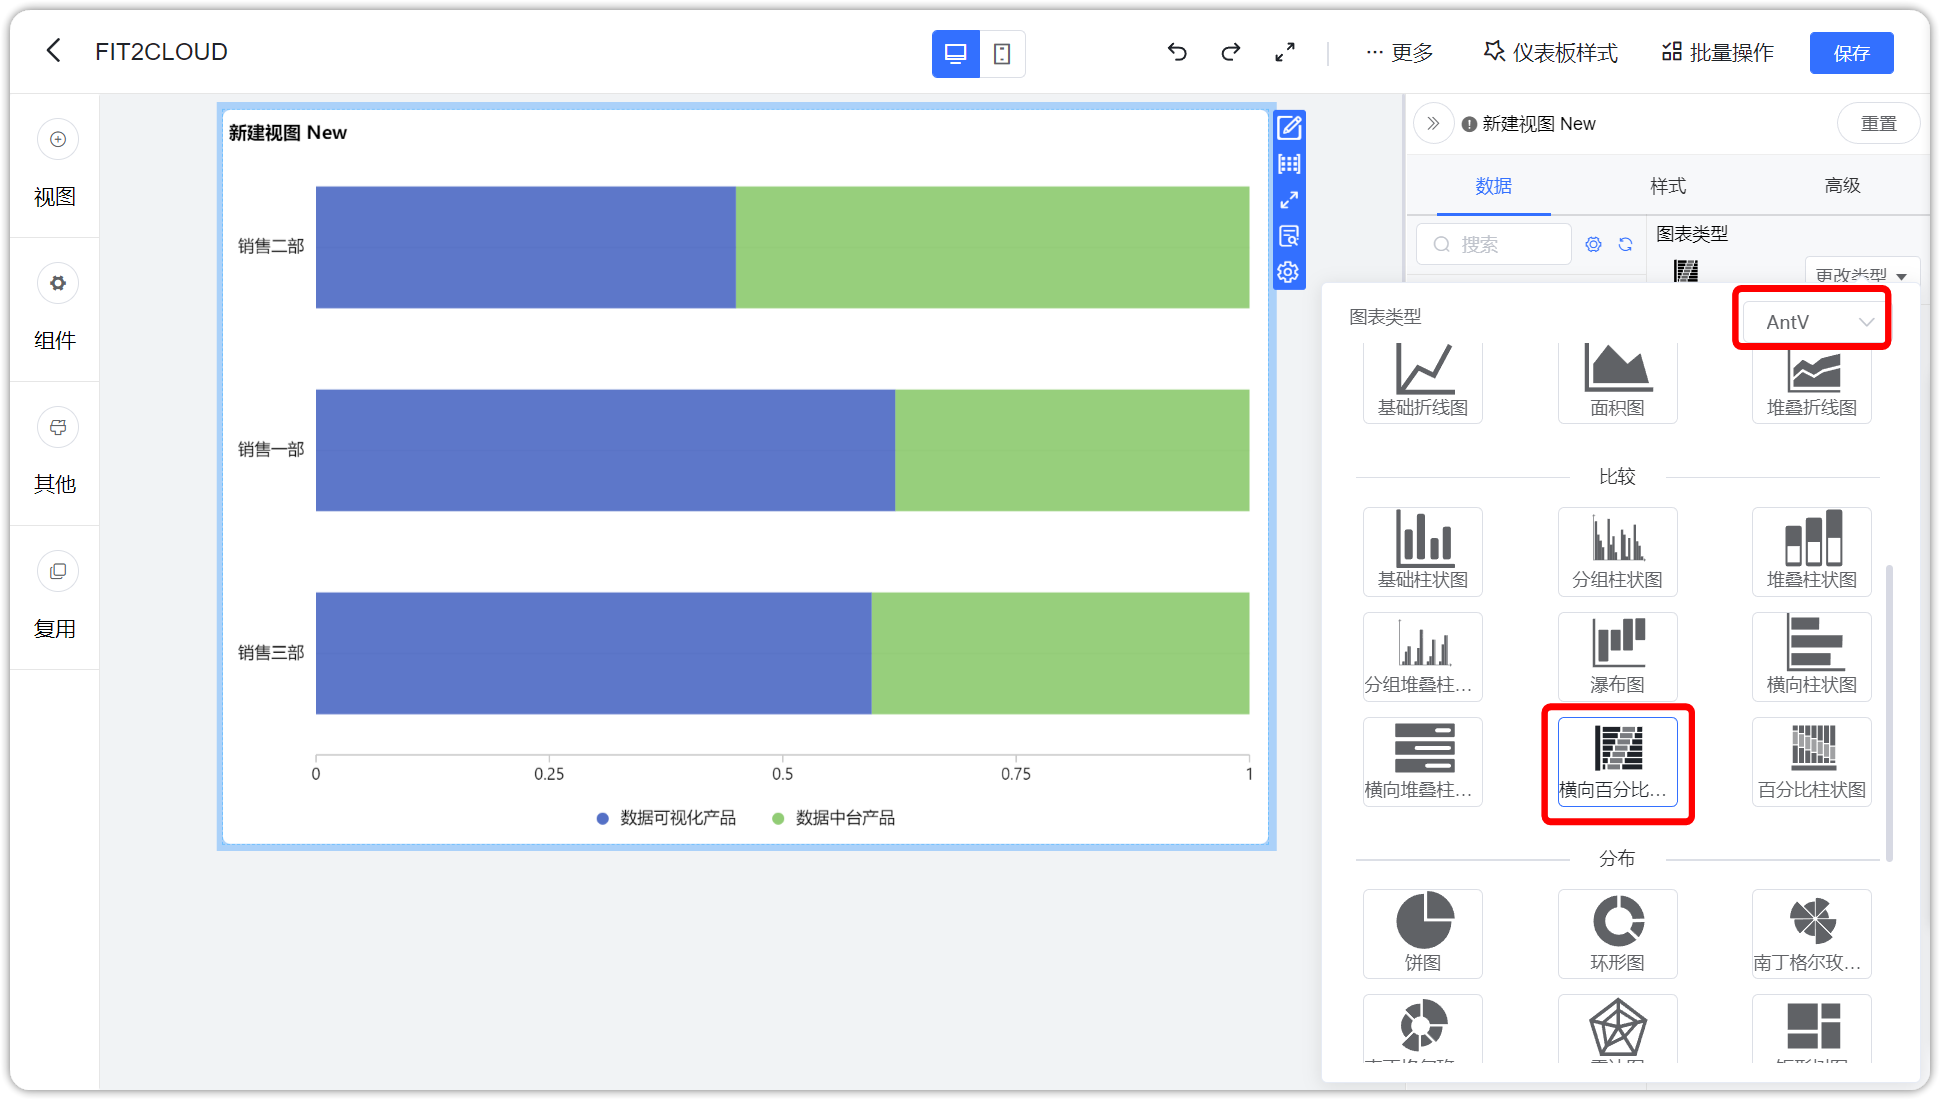 FIT2CLOUD
更多
仪表板样式
批量操作
保存
视图
组件
其他
复用
新建视图 New
销售二部
销售一部
销售三部
0
0.25
0.5
0.75
1
数据可视化产品
数据中台产品
新建视图 New
重置
数据
样式
高级
搜索
图表类型
更改类型
图表类型
AntV
基础折线图
面积图
堆叠折线图
比较
基础柱状图
分组柱状图
堆叠柱状图
分组堆叠柱...
瀑布图
横向柱状图
横向堆叠柱...
横向百分比...
百分比柱状图
分布
饼图
环形图
南丁格尔玫...